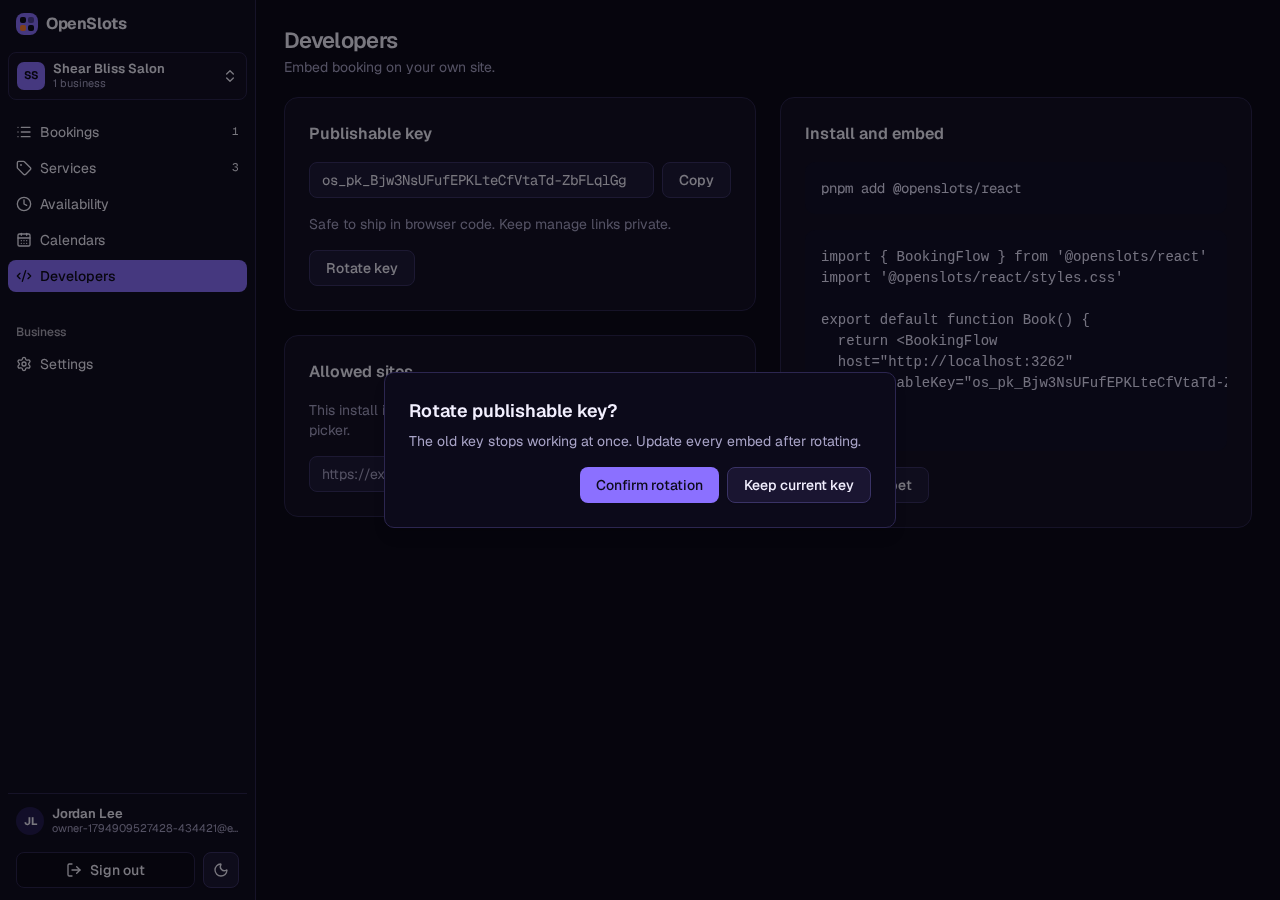 OpenSlots
SS
Shear Bliss Salon
1 business
Bookings 1
Services 3
Availability
Calendars
Developers
Business
Settings
JL
Jordan Lee
owner-1794909527428-434421@e…
Sign out
Developers
Embed booking on your own site.
Publishable key
os_pk_Bjw3NsUFufEPKLteCfVtaTd-ZbFLqlGg
Copy
Safe to ship in browser code. Keep manage links private.
Rotate key
Allowed sites
This install i
picker.
https://ex
Install and embed
pnpm add @openslots/react
import { BookingFlow } from '@openslots/react'
import '@openslots/react/styles.css'
export default function Book() {
return <BookingFlow
host="http://localhost:3262"
ableKey="os_pk_Bjw3NsUFufEPKLteCfVtaTd-Z
pet
Rotate publishable key?
The old key stops working at once. Update every embed after rotating.
Confirm rotation
Keep current key